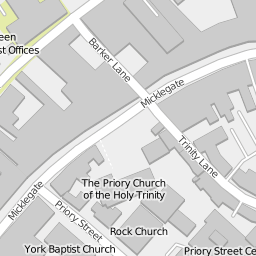 een
st Offices
Barker Lane
Micklegate
Trinity Lane
The Priory Church
of the Holy Trinity
Micklegate
Priory Street
Rock Church
York Baptist Church
Priory Street Ce